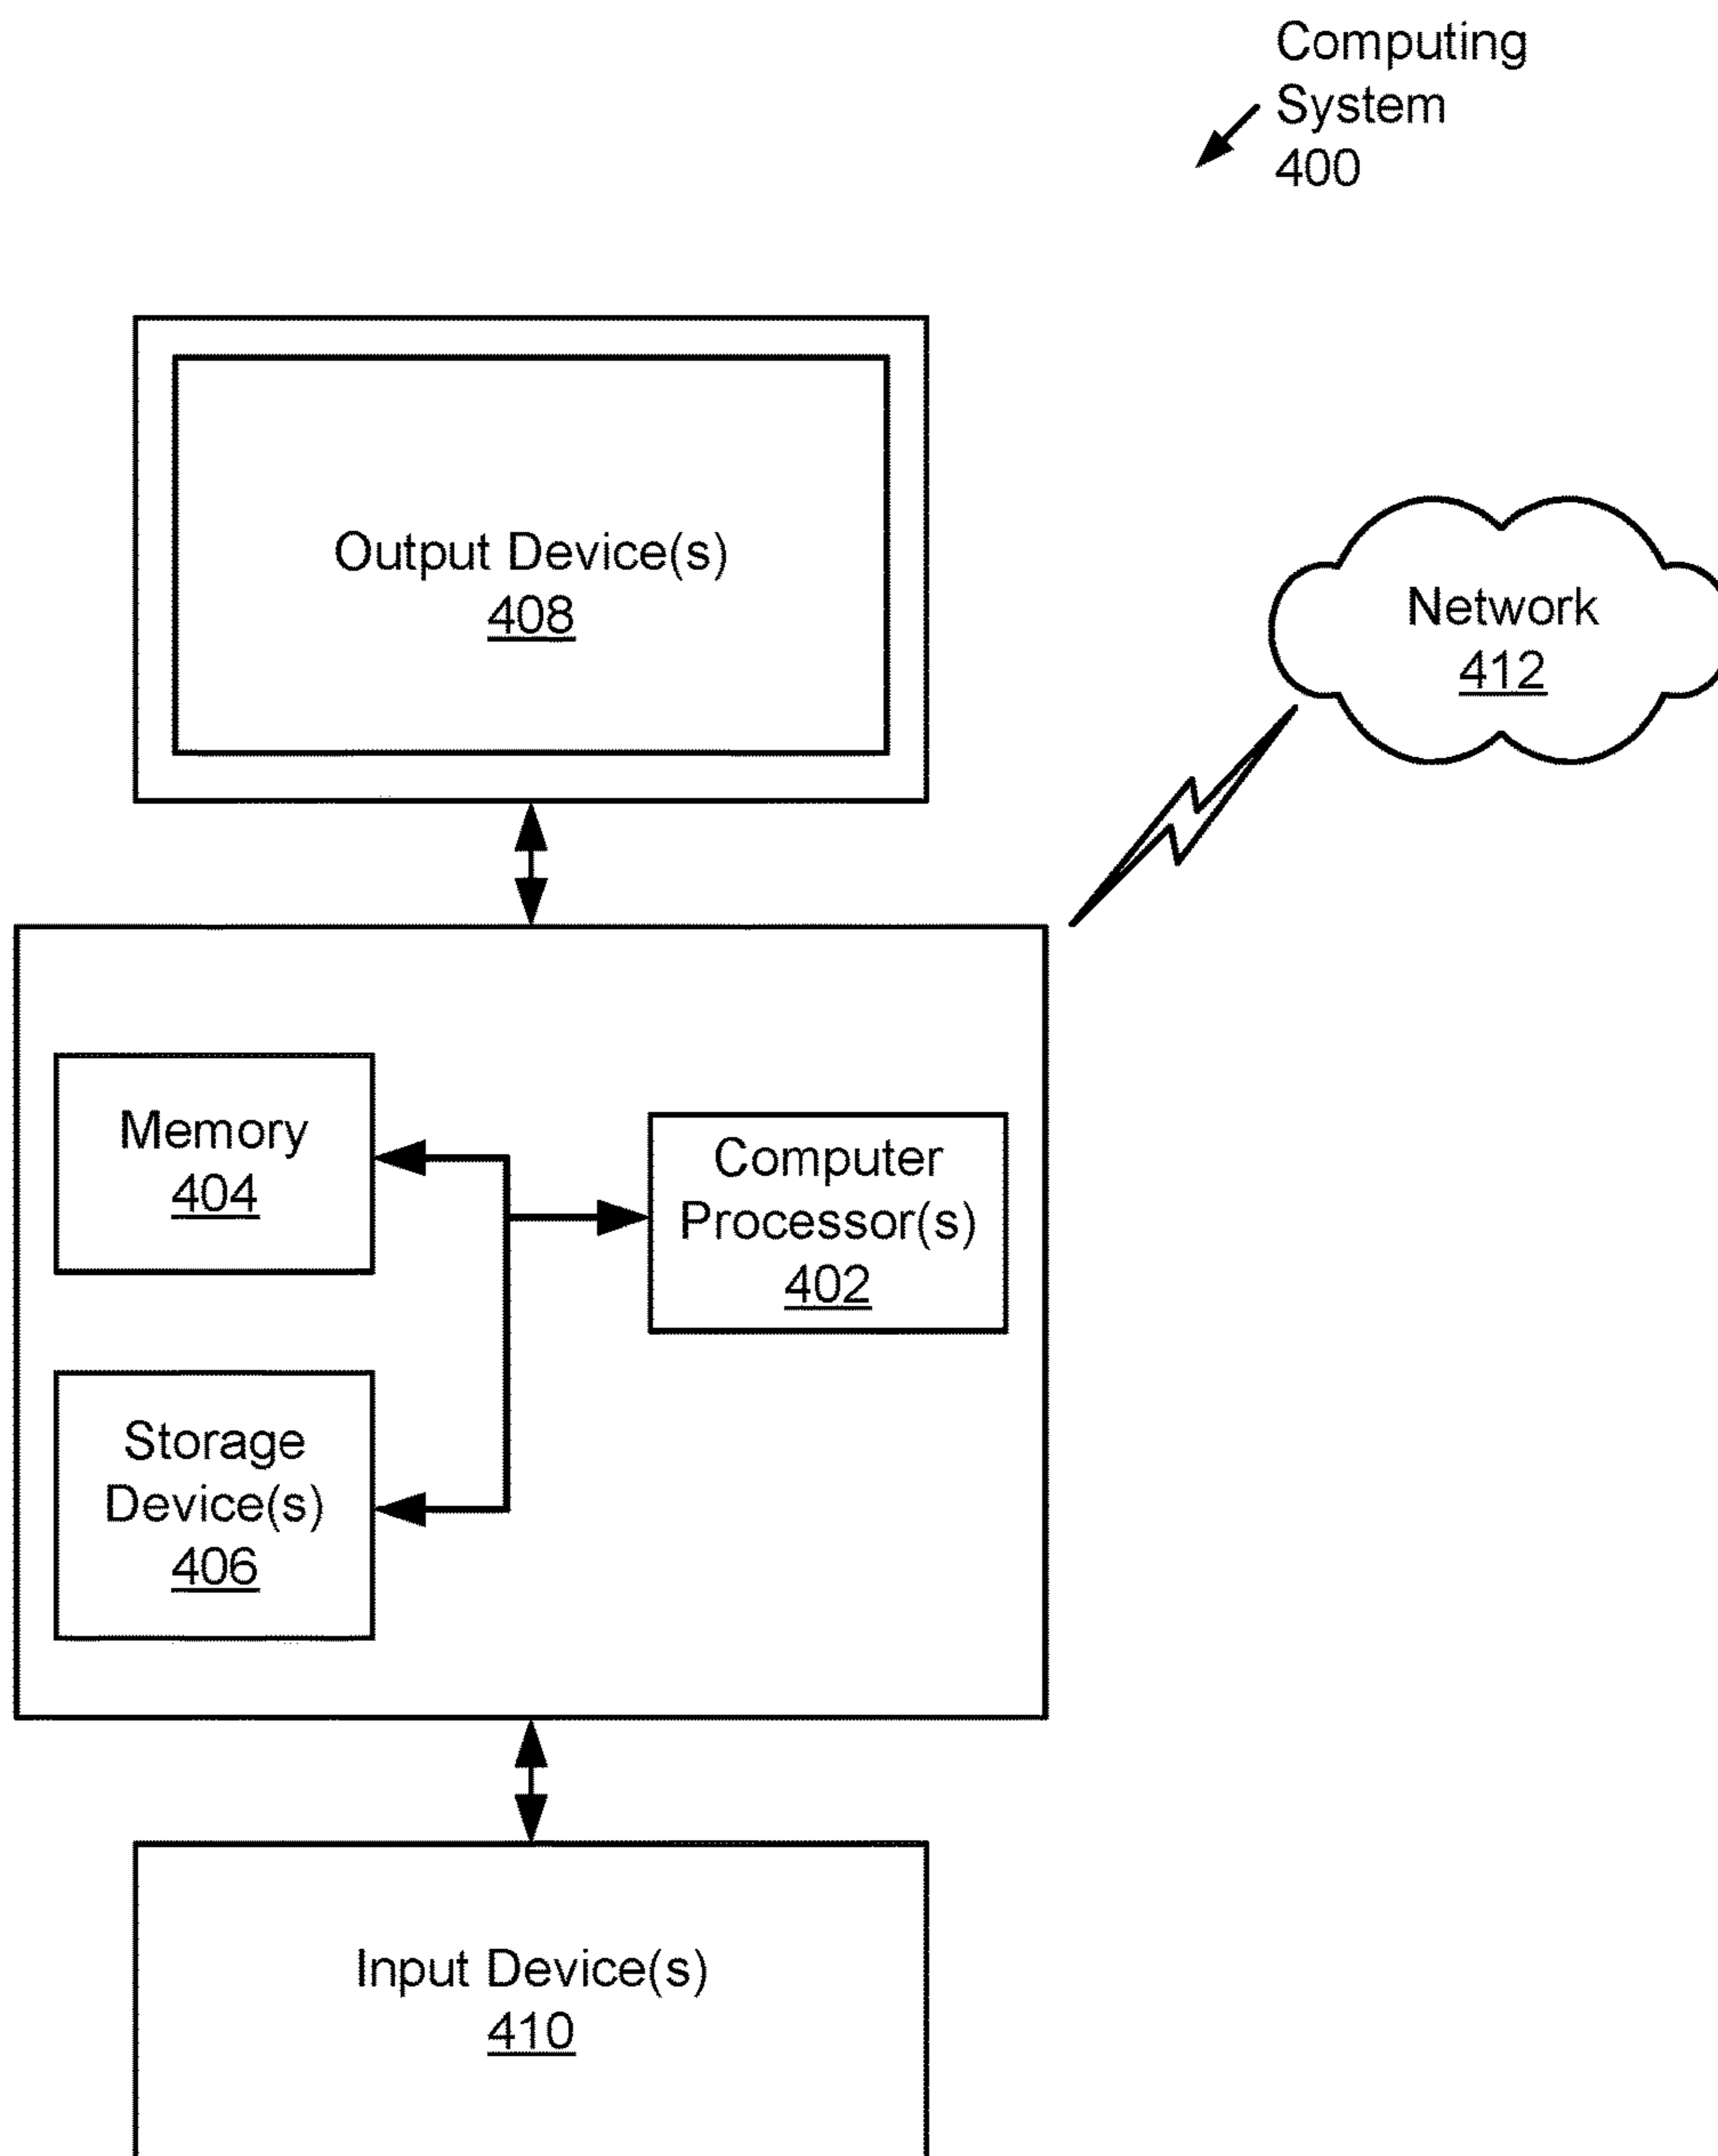 Computing
System
400
Output Device(s)
408
Network
412
Memory
404
Computer
Processor(s)
402
Storage
Device(s)
406
Input Device(s)
410